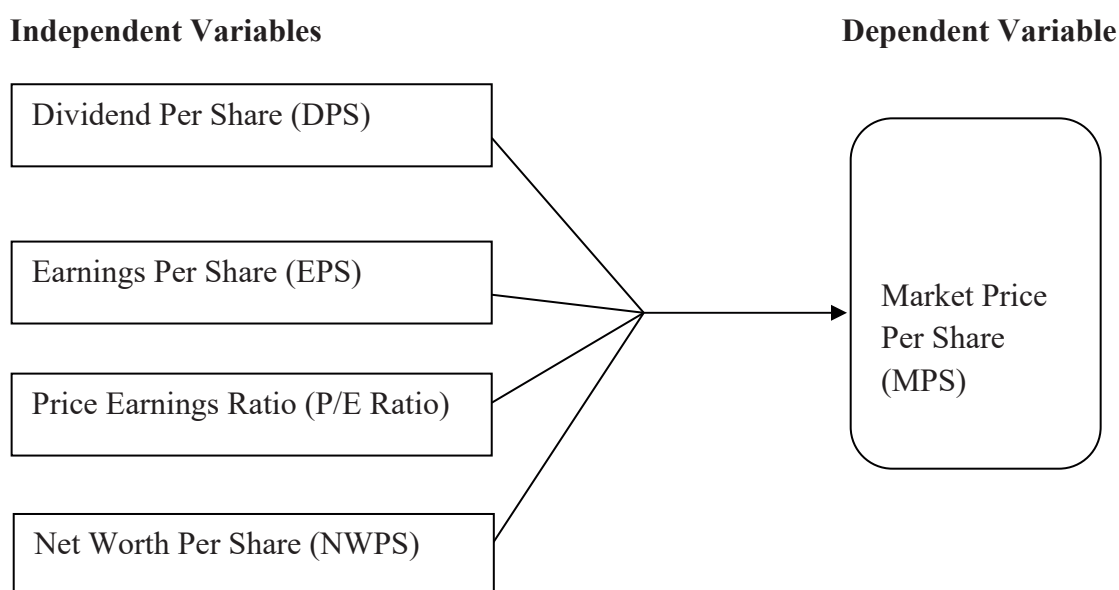 Independent Variables
Dependent Variable
Dividend Per Share (DPS)
Earnings Per Share (EPS)
Price Earnings Ratio (P/E Ratio)
Net Worth Per Share (NWPS)
Market Price
Per Share
(MPS)